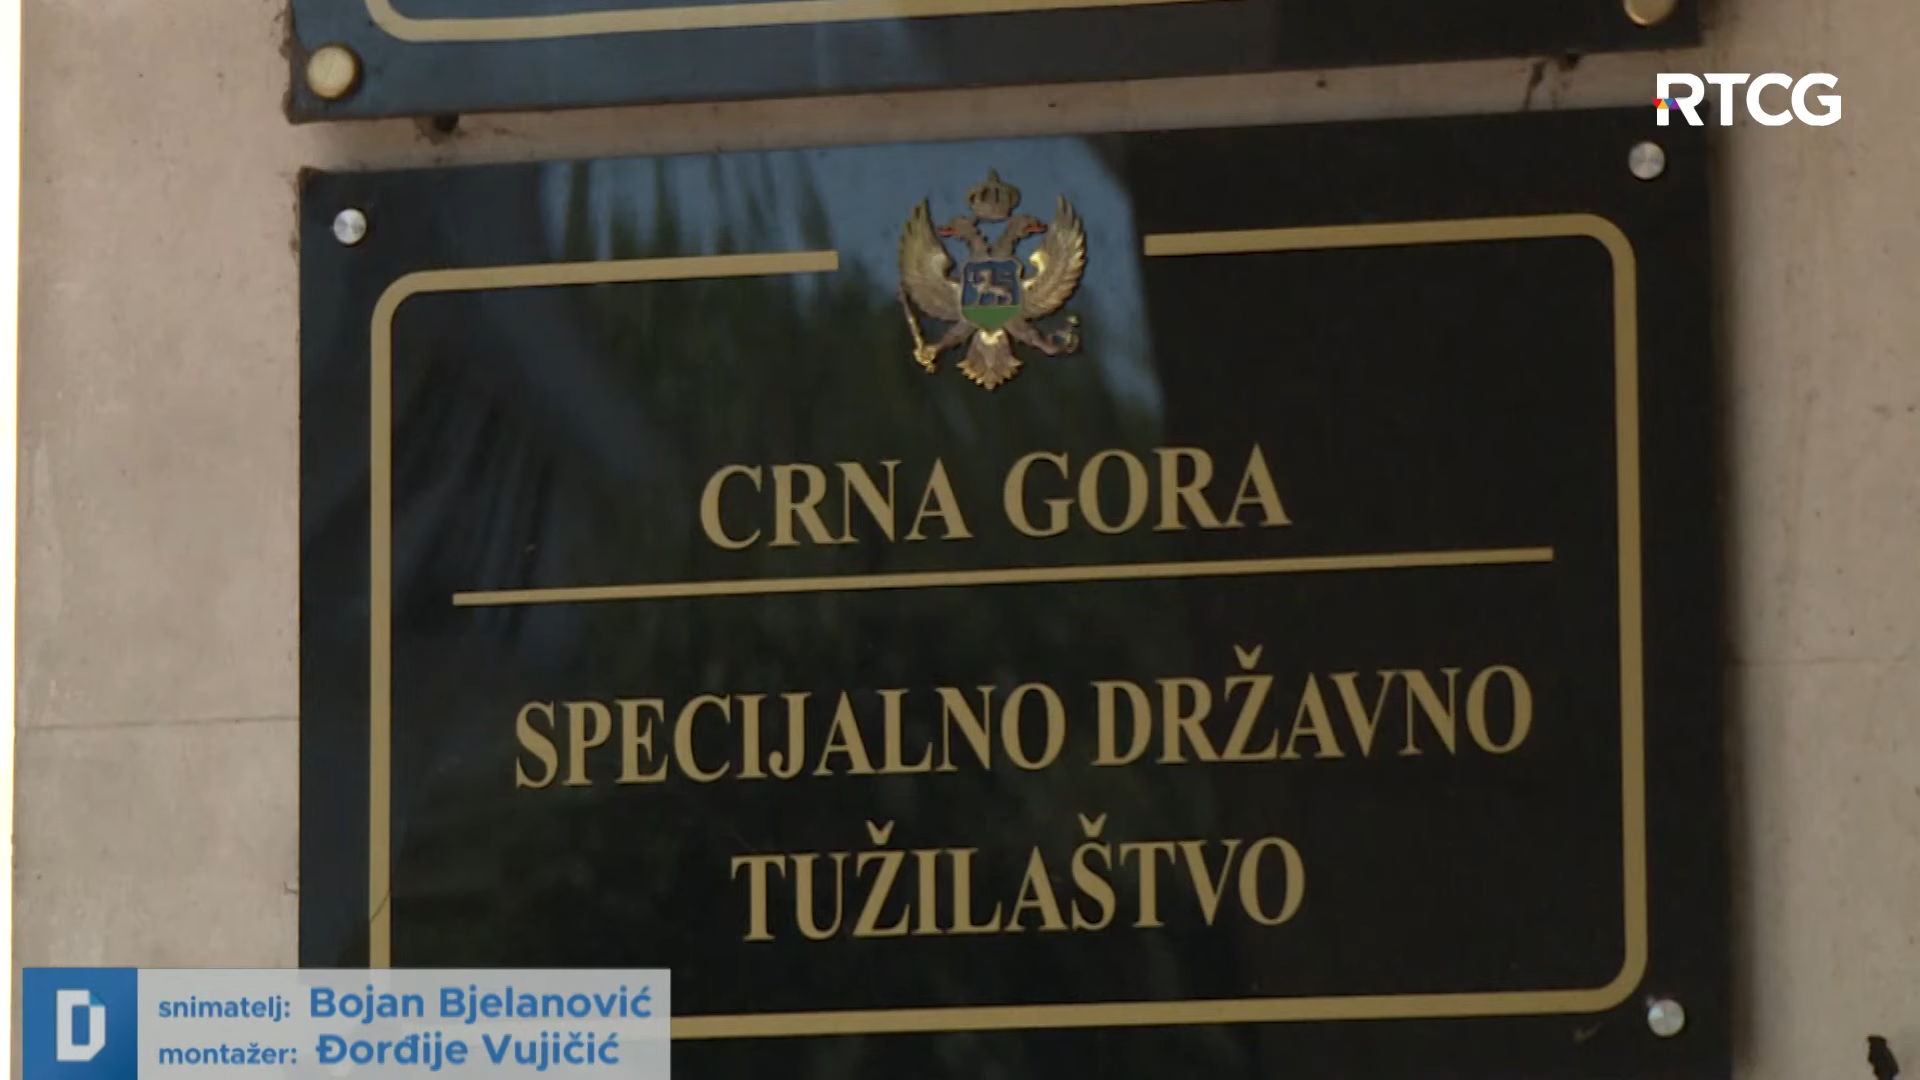 RTCG
CRNA GORA
SPECIJALNO DRŽAVNO
TUŽILAŠTVO
D
snimatelj: Bojan Bjelanović
montažer: Đorđije Vujičić